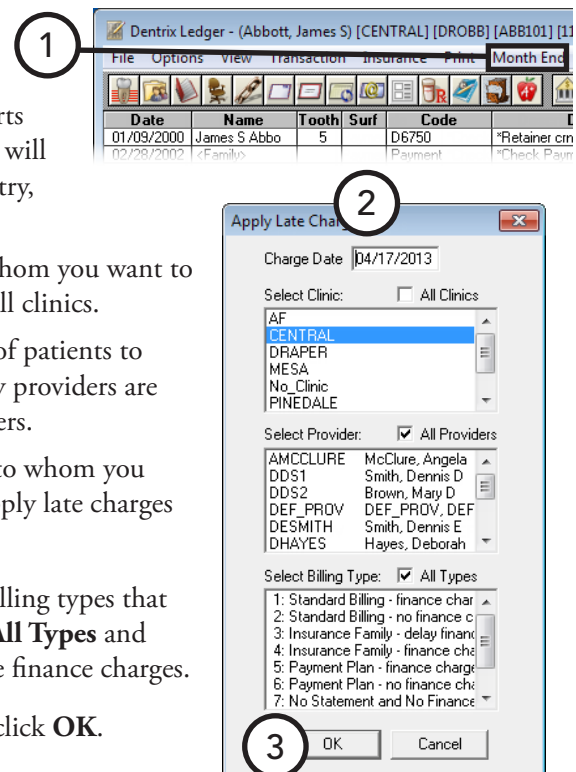 1
Dentrix Ledger - (Abbott, James S) [CENTRAL] [DROBB] [ABB101] [11
File Options View Transaction Insurance Print Month End
Date Name Tooth Surf Code D
01/09/2000 James S Abbo 5 D6750 *Retainer crn
02/28/2002 <Family> Payment *Check Paym
rts
will
try,
hom you want to
ll clinics.
of patients to
y providers are
ers.
to whom you
ply late charges
lling types that
All Types and
e finance charges.
click OK.
2
Apply Late Char
Charge Date 04/17/2013
Select Clinic: All Clinics
AF
CENTRAL
DRAPER
MESA
No_Clinic
PINEDALE
Select Provider: All Providers
AMCCLURE McClure, Angela
DDS1 Smith, Dennis D
DDS2 Brown, Mary D
DEF_PROV DEF_PROV, DEF
DESMITH Smith, Dennis E
DHAYES Hayes, Deborah
Select Billing Type: All Types
1: Standard Billing - finance char
2: Standard Billing - no finance c
3: Insurance Family - delay financ
4: Insurance Family - finance cha
5: Payment Plan - finance charge
6: Payment Plan - no finance cha
7: No Statement and No Finance
3
OK Cancel